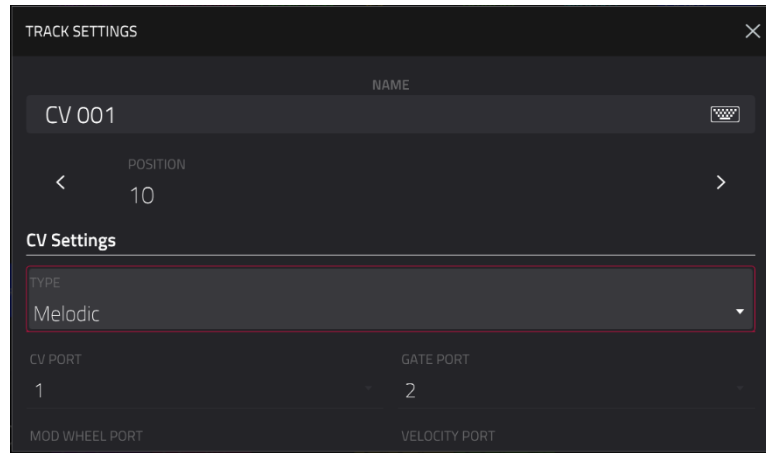 TRACK SETTINGS
NAME
CV 001
POSITION
10
CV Settings
TYPE
Melodic
CV PORT
GATE PORT
1
2
MOD WHEEL PORT
VELOCITY PORT